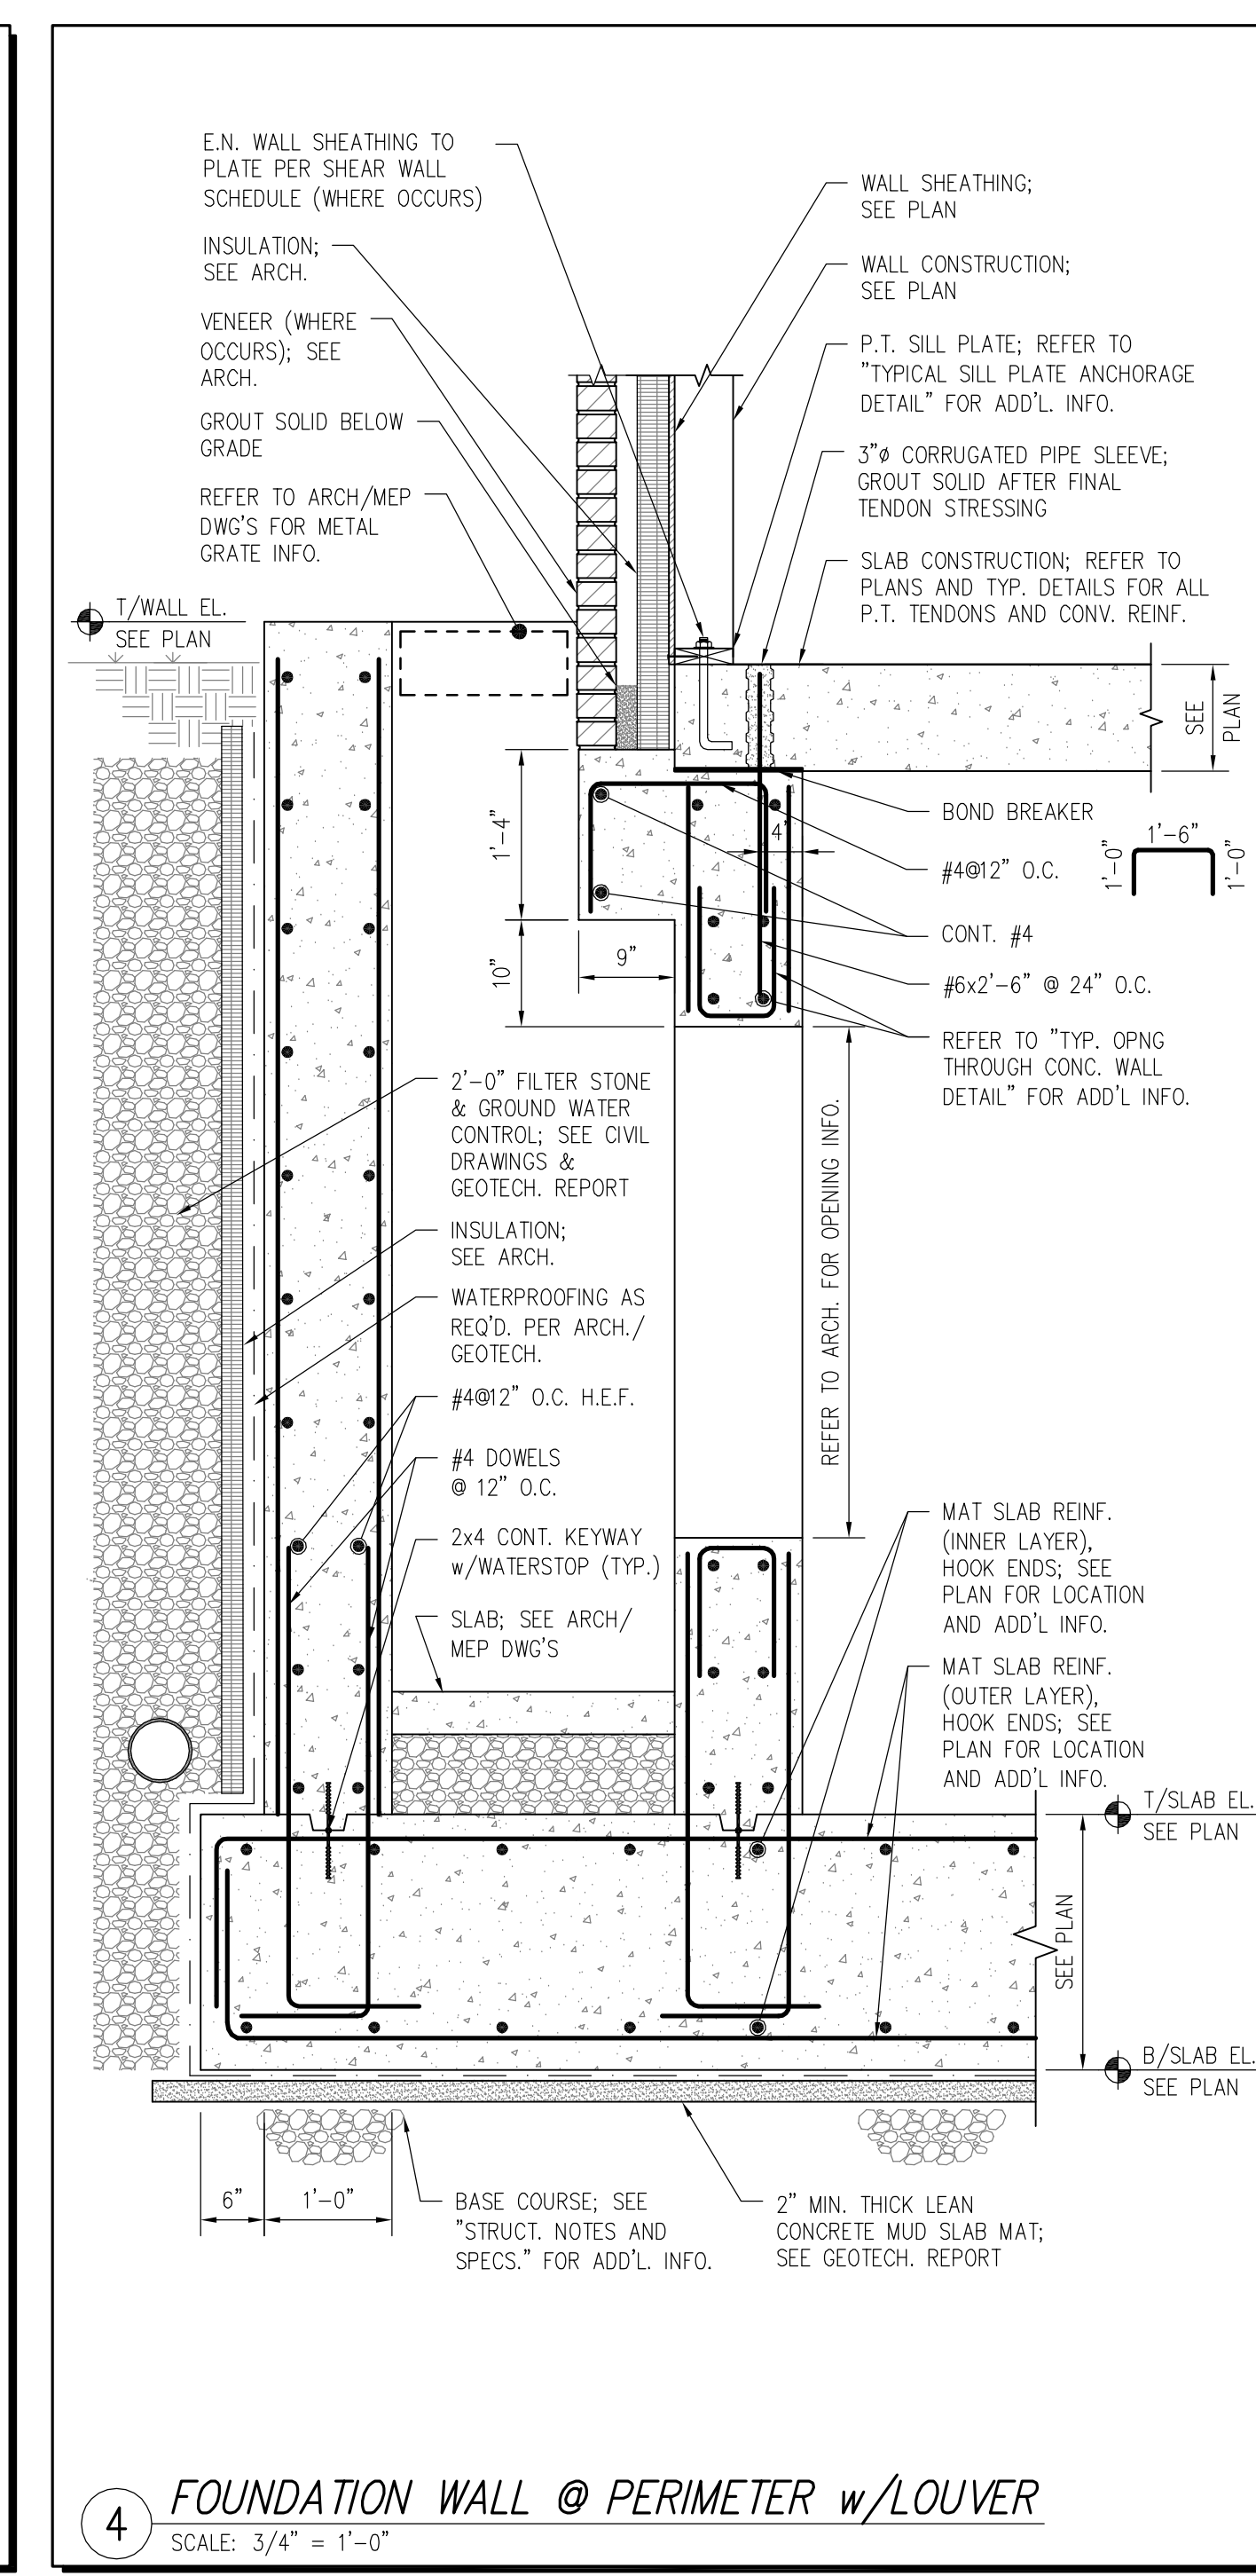 E.N. WALL SHEATHING TO
PLATE PER SHEAR WALL
SCHEDULE (WHERE OCCURS)
INSULATION;
SEE ARCH.
VENEER (WHERE
OCCURS); SEE
ARCH.
GROUT SOLID BELOW
GRADE
REFER TO ARCH/MEP
DWG'S FOR METAL
GRATE INFO.
T/WALL EL.
SEE PLAN
WALL SHEATHING;
SEE PLAN
WALL CONSTRUCTION;
SEE PLAN
P.T. SILL PLATE; REFER TO
"TYPICAL SILL PLATE ANCHORAGE
DETAIL" FOR ADD'L. INFO.
3"ø CORRUGATED PIPE SLEEVE;
GROUT SOLID AFTER FINAL
TENDON STRESSING
SLAB CONSTRUCTION; REFER TO
PLANS AND TYP. DETAILS FOR ALL
P.T. TENDONS AND CONV. REINF.
SEE
PLAN
BOND BREAKER
#4@12" O.C.
1'-0"
1'-6"
1'-0"
CONT. #4
#6x2'-6" @ 24" O.C.
REFER TO "TYP. OPNG
THROUGH CONC. WALL
DETAIL" FOR ADD'L INFO.
1'-4"
10"
9"
4"
2'-0" FILTER STONE
& GROUND WATER
CONTROL; SEE CIVIL
DRAWINGS &
GEOTECH. REPORT
INSULATION;
SEE ARCH.
WATERPROOFING AS
REQ'D. PER ARCH./
GEOTECH.
#4@12" O.C. H.E.F.
#4 DOWELS
@ 12" O.C.
2x4 CONT. KEYWAY
w/WATERSTOP (TYP.)
SLAB; SEE ARCH/
MEP DWG'S
REFER TO ARCH. FOR OPENING INFO.
MAT SLAB REINF.
(INNER LAYER),
HOOK ENDS; SEE
PLAN FOR LOCATION
AND ADD'L INFO.
MAT SLAB REINF.
(OUTER LAYER),
HOOK ENDS; SEE
PLAN FOR LOCATION
AND ADD'L INFO.
T/SLAB EL.
SEE PLAN
SEE PLAN
B/SLAB EL.
SEE PLAN
6"
1'-0"
BASE COURSE; SEE
"STRUCT. NOTES AND
SPECS." FOR ADD'L. INFO.
2" MIN. THICK LEAN
CONCRETE MUD SLAB MAT;
SEE GEOTECH. REPORT
4
FOUNDATION WALL @ PERIMETER w/LOUVER
SCALE: 3/4" = 1'-0"